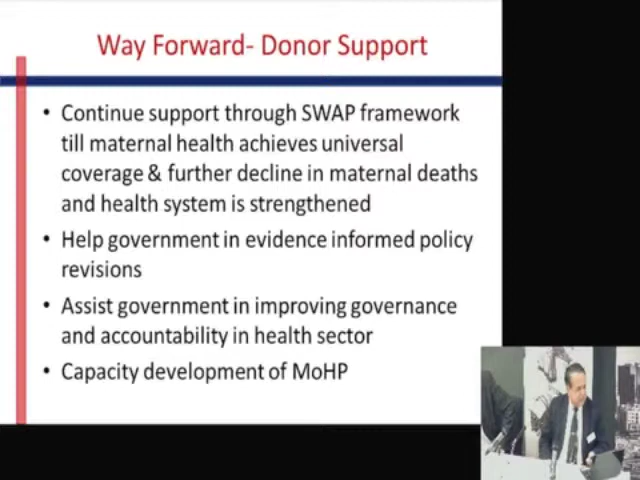 Way Forward- Donor Support
• Continue support through SWAP framework
till maternal health achieves universal
coverage & further decline in maternal deaths
and health system is strengthened
• Help government in evidence informed policy
revisions
• Assist government in improving governance
and accountability in health sector
• Capacity development of MoHP